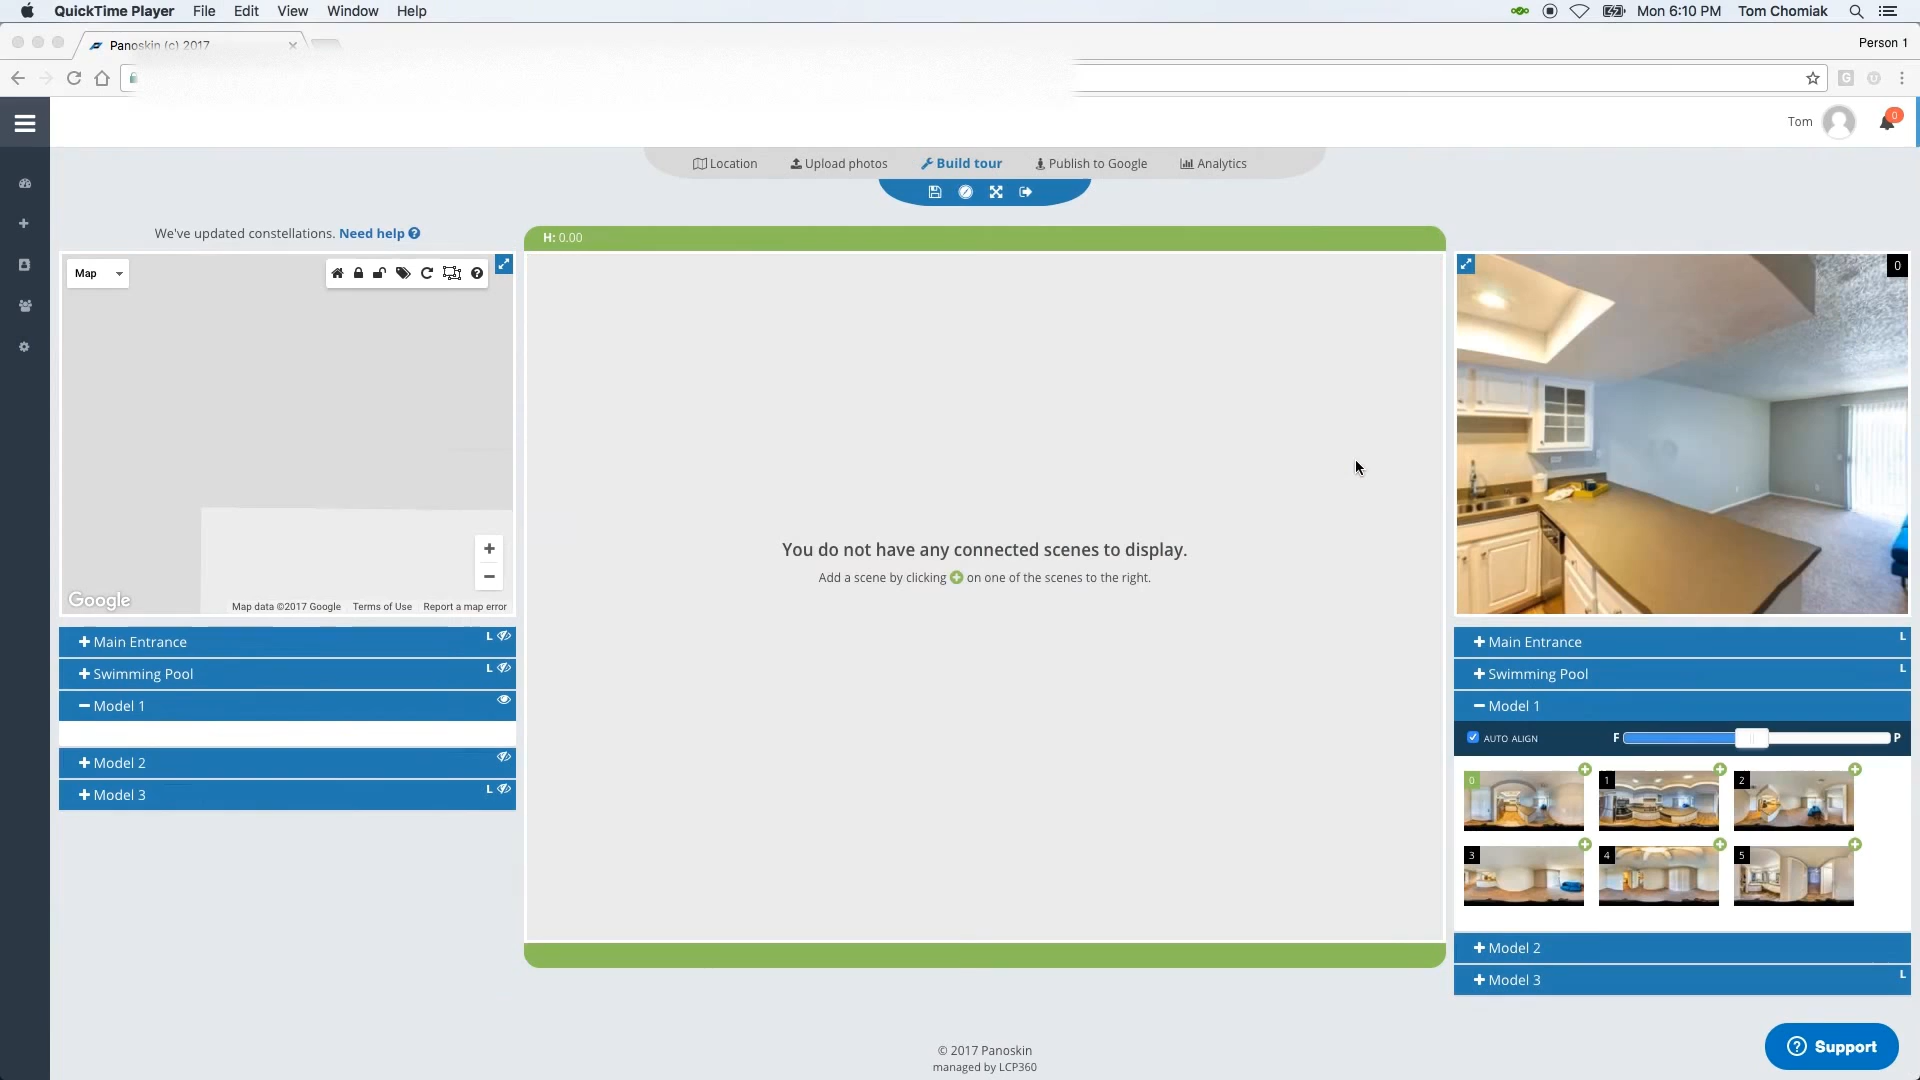 QuickTime Player File Edit View Window Help Mon 6:10 PM Tom Chomiak
Panoskin (c) 2017 Person 1
Tom 0
Location Upload photos Build tour Publish to Google Analytics
We've updated constellations. Need help ?
H: 0.00
Map
0
You do not have any connected scenes to display.
Add a scene by clicking on one of the scenes to the right.
Google Map data ©2017 Google Terms of Use Report a map error
Main Entrance L
Swimming Pool L
Model 1
Model 2
Model 3 L
Main Entrance L
Swimming Pool L
Model 1
AUTO ALIGN F P
0 1 2
3 4 5
Model 2
Model 3 L
© 2017 Panoskin
managed by LCP360
? Support